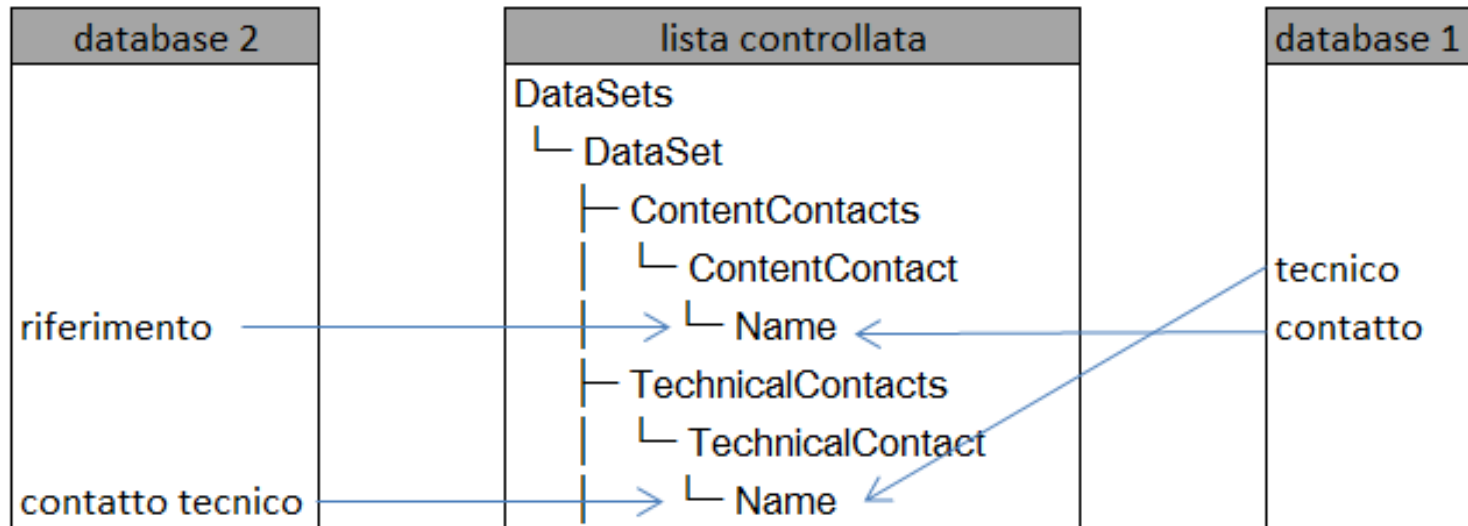 database 2
lista controllata
database 1
DataSets
DataSet
ContentContacts
ContentContact
tecnico
riferimento
Name
contatto
TechnicalContacts
TechnicalContact
contatto tecnico
Name